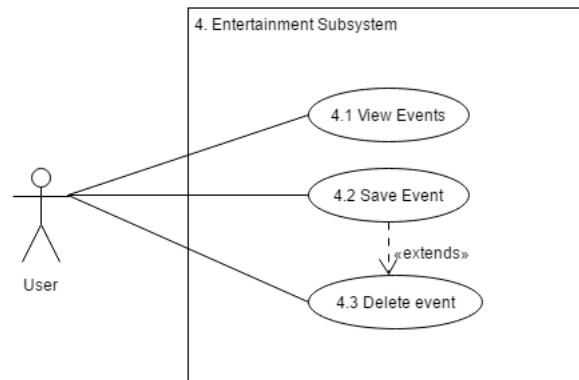 4. Entertainment Subsystem
4.1 View Events
4.2 Save Event
«extends»
User
4.3 Delete event